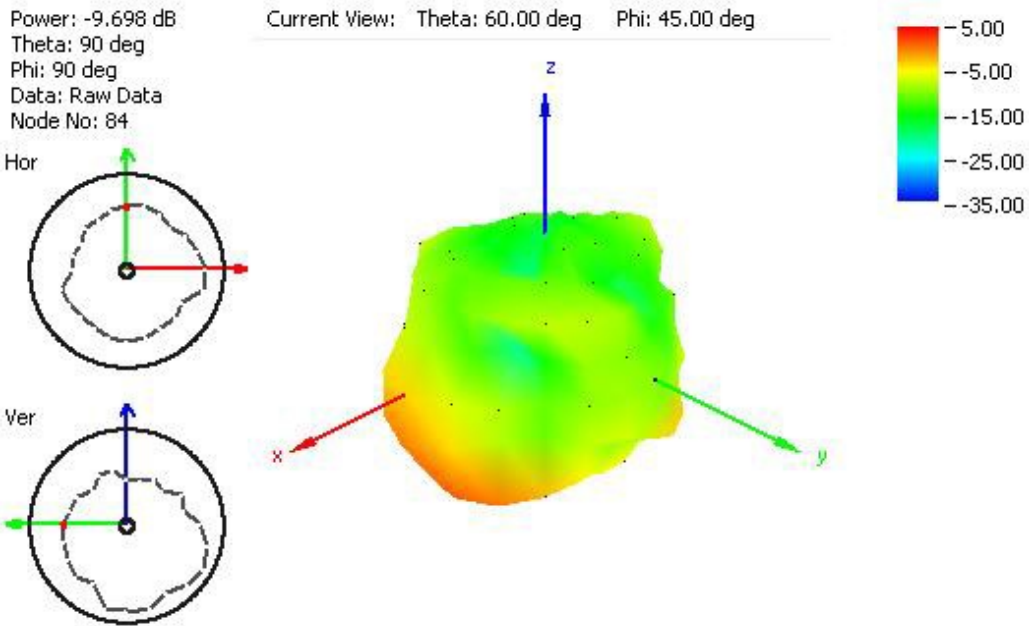 Power: -9.698 dB
Theta: 90 deg
Phi: 90 deg
Data: Raw Data
Node No: 84
Hor
Ver
Current View: Theta: 60.00 deg Phi: 45.00 deg
z
x
y
5.00
-5.00
-15.00
-25.00
-35.00